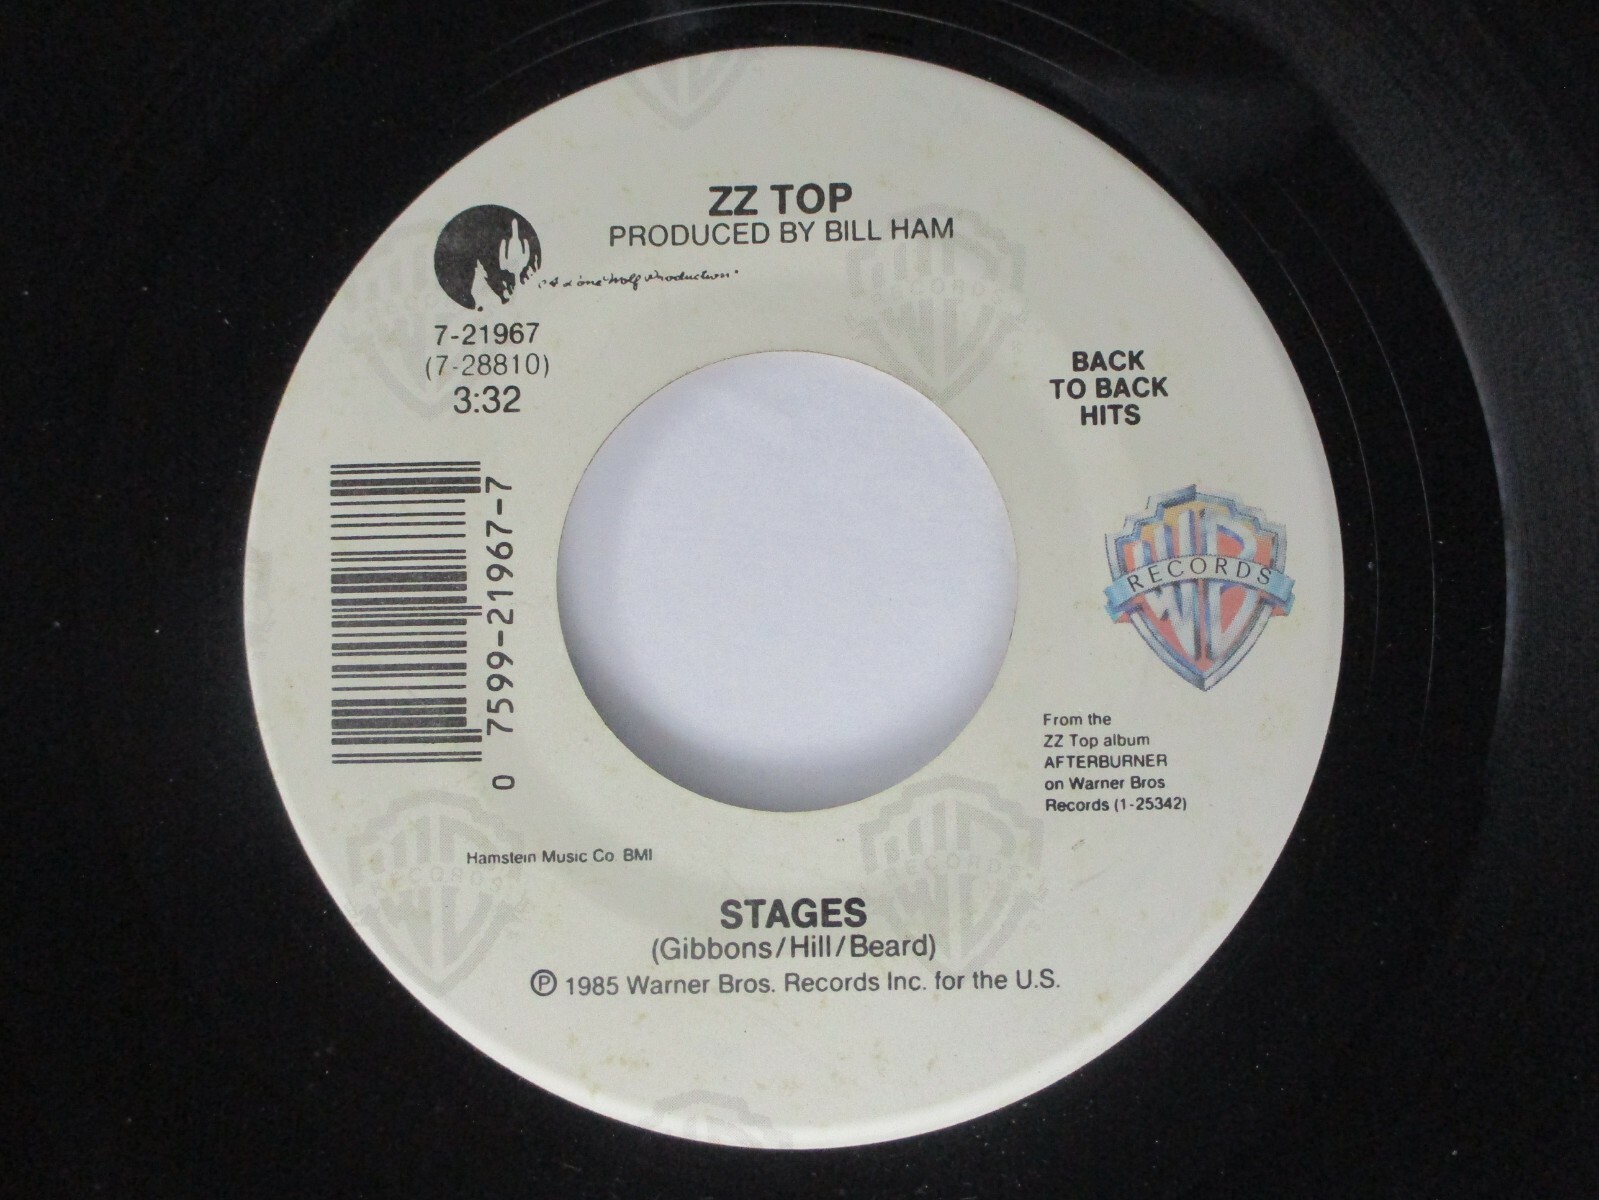 ZZ TOP
PRODUCED BY BILL HAM
"A Lone Wolf Production"
7-21967
(7-28810)
3:32
BACK
TO BACK
HITS
0 7599-21967-7
WB
RECORDS
From the
ZZ Top album
AFTERBURNER
on Warner Bros
Records (1-25342)
Hamstein Music Co BMI
STAGES
(Gibbons/Hill/Beard)
℗ 1985 Warner Bros. Records Inc. for the U.S.